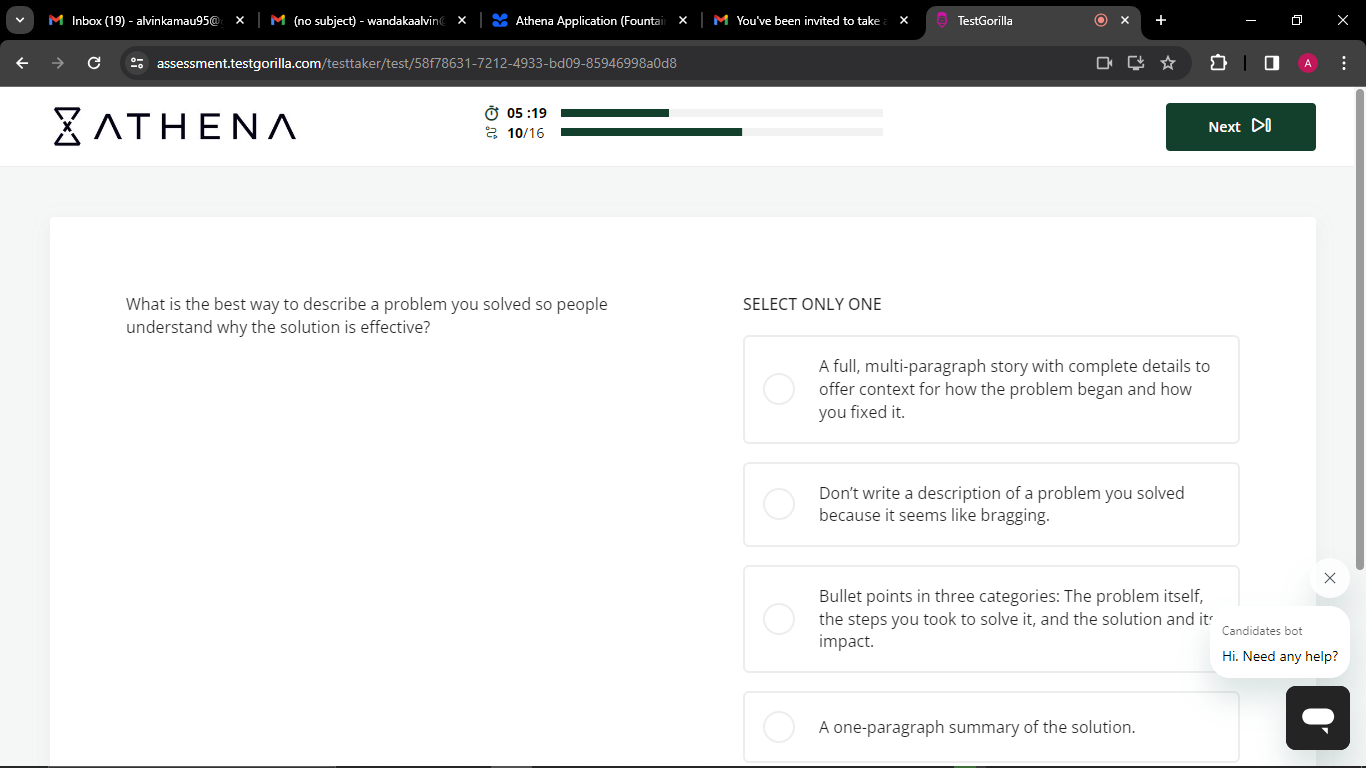 Inbox (19) - alvinkamau95@
(no subject) - wandakaalvin@
Athena Application (Fountai
You've been invited to take a
TestGorilla
assessment.testgorilla.com/testtaker/test/58f78631-7212-4933-bd09-85946998a0d8
A
ATHENA
05 :19
10/16
Next
What is the best way to describe a problem you solved so people
understand why the solution is effective?
SELECT ONLY ONE
A full, multi-paragraph story with complete details to
offer context for how the problem began and how
you fixed it.
Don’t write a description of a problem you solved
because it seems like bragging.
Bullet points in three categories: The problem itself,
the steps you took to solve it, and the solution and its
impact.
A one-paragraph summary of the solution.
Candidates bot
Hi. Need any help?